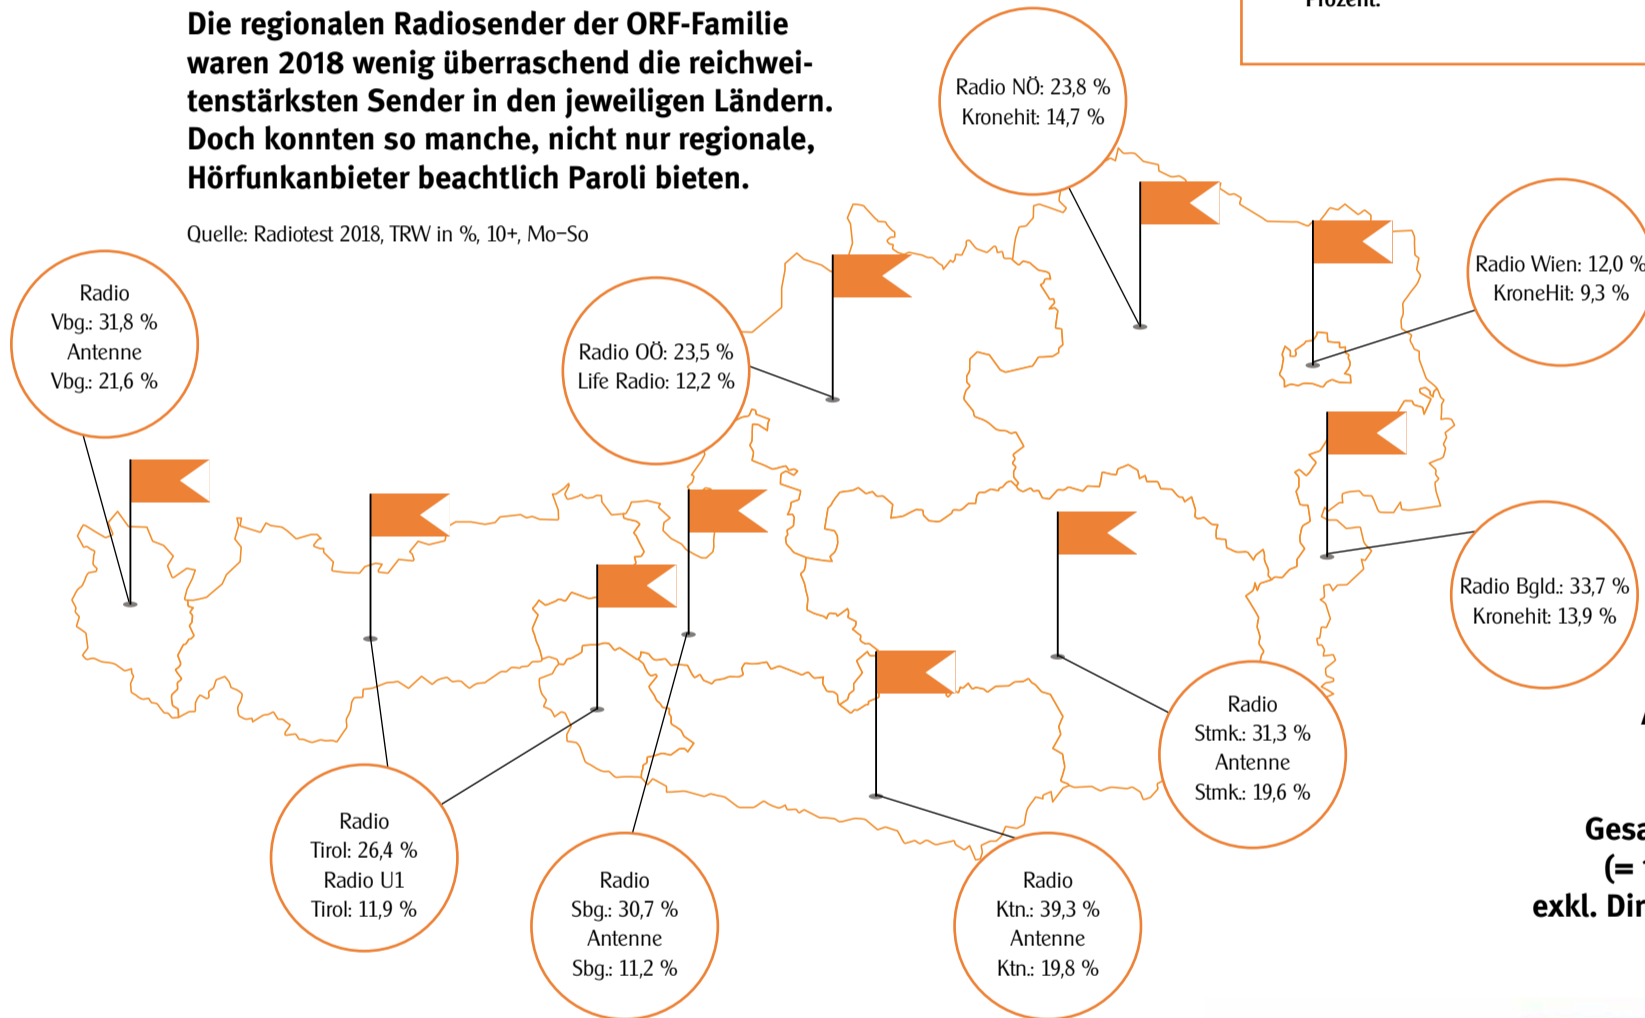 Prozent.
Die regionalen Radiosender der ORF-Familie
waren 2018 wenig überraschend die reichwei-
tenstärksten Sender in den jeweiligen Ländern.
Doch konnten so manche, nicht nur regionale,
Hörfunkanbieter beachtlich Paroli bieten.
Quelle: Radiotest 2018, TRW in %, 10+, Mo–So
Radio NÖ: 23,8 %
Kronehit: 14,7 %
Radio Wien: 12,0 %
KroneHit: 9,3 %
Radio
Vbg.: 31,8 %
Antenne
Vbg.: 21,6 %
Radio OÖ: 23,5 %
Life Radio: 12,2 %
Radio Bgld.: 33,7 %
Kronehit: 13,9 %
Radio
Stmk.: 31,3 %
Antenne
Stmk.: 19,6 %
Radio
Tirol: 26,4 %
Radio U1
Tirol: 11,9 %
Radio
Sbg.: 30,7 %
Antenne
Sbg.: 11,2 %
Radio
Ktn.: 39,3 %
Antenne
Ktn.: 19,8 %
(=
exkl.